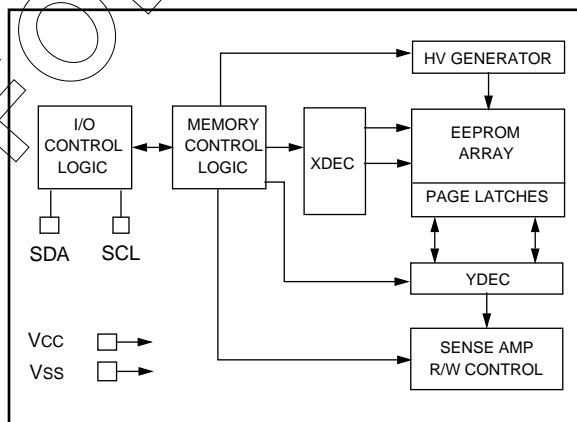 HV GENERATOR
I/O
CONTROL
LOGIC
MEMORY
CONTROL
LOGIC
XDEC
EEPROM
ARRAY
PAGE LATCHES
SDA
SCL
YDEC
VCC
VSS
SENSE AMP
R/W CONTROL